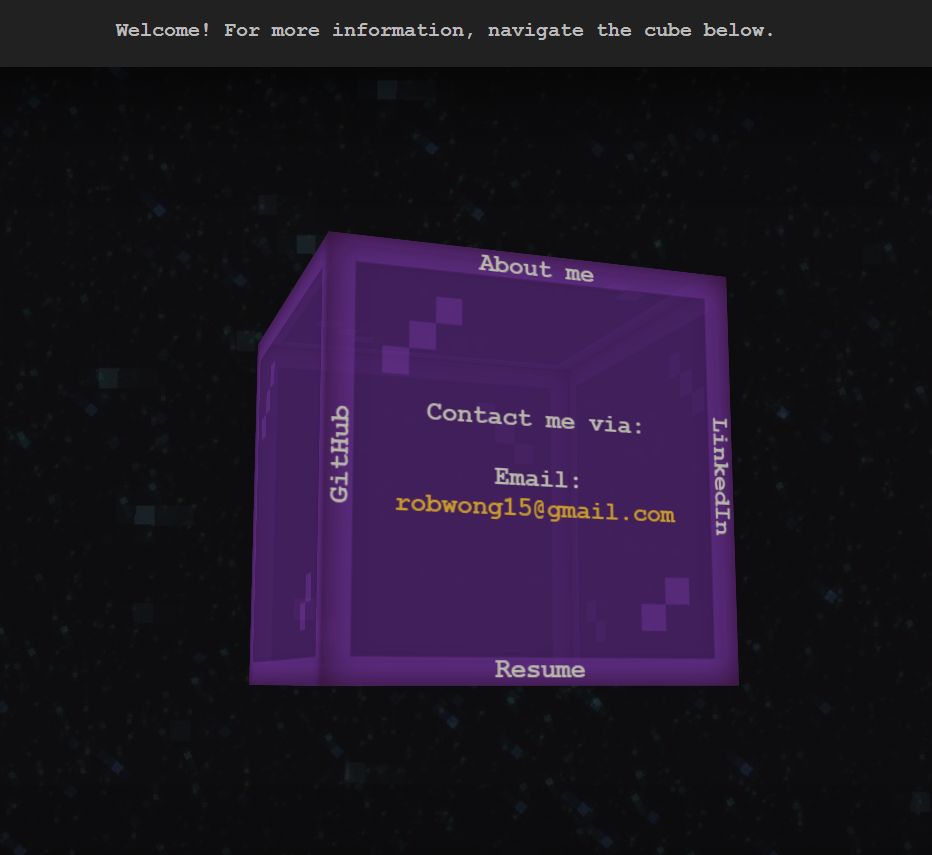 Welcome! For more information, navigate the cube below.
About me
GitHub
Contact me via:
Email:
robwong15@gmail.com
LinkedIn
Resume